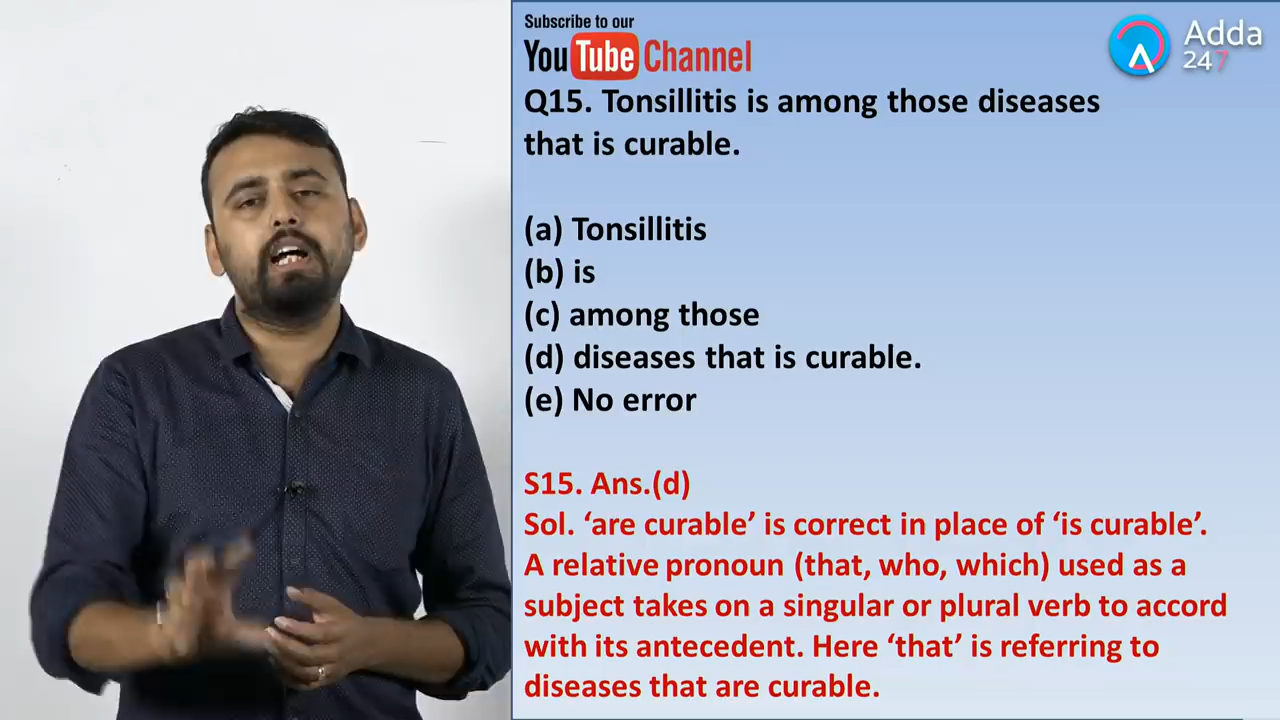 Subscribe to our
YouTube Channel
Adda
247
Q15. Tonsillitis is among those diseases
that is curable.
(a) Tonsillitis
(b) is
(c) among those
(d) diseases that is curable.
(e) No error
S15. Ans.(d)
Sol. ‘are curable’ is correct in place of ‘is curable’.
A relative pronoun (that, who, which) used as a
subject takes on a singular or plural verb to accord
with its antecedent. Here ‘that’ is referring to
diseases that are curable.